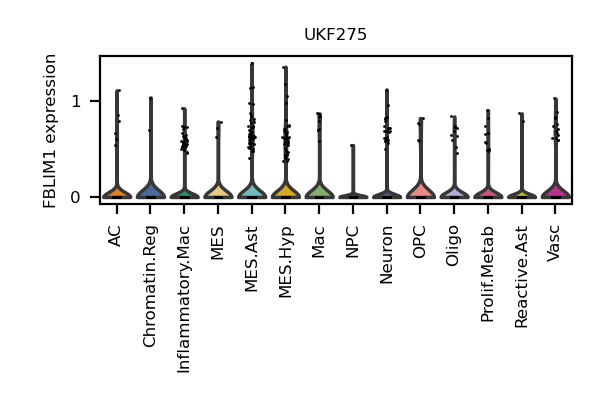 UKF275
FBLIM1 expression
1
0
AC
Chromatin.Reg
Inflammatory.Mac
MES
MES.Ast
MES.Hyp
Mac
NPC
Neuron
OPC
Oligo
Prolif.Metab
Reactive.Ast
Vasc